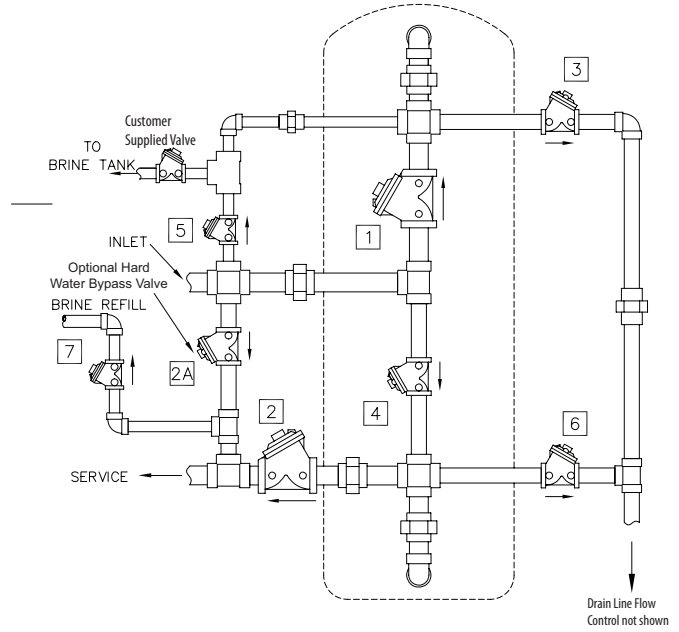 3
Customer
Supplied Valve
TO
BRINE TANK
5
1
INLET
Optional Hard
Water Bypass Valve
BRINE REFILL
7
2A
2
4
6
SERVICE
Drain Line Flow
Control not shown